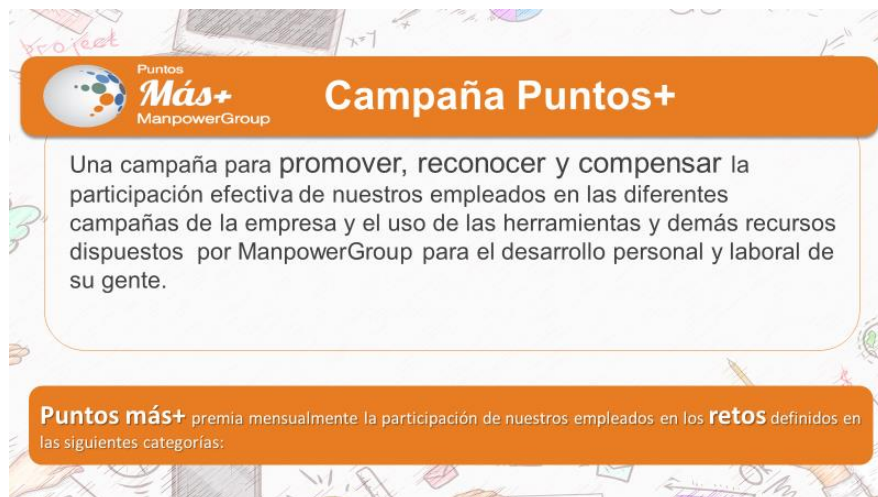 project
x=y
Puntos
Más+
ManpowerGroup
Campaña Puntos+
Una campaña para promover, reconocer y compensar la
participación efectiva de nuestros empleados en las diferentes
campañas de la empresa y el uso de las herramientas y demás recursos
dispuestos por ManpowerGroup para el desarrollo personal y laboral de
su gente.
Puntos más+ premia mensualmente la participación de nuestros empleados en los retos definidos en
las siguientes categorías: